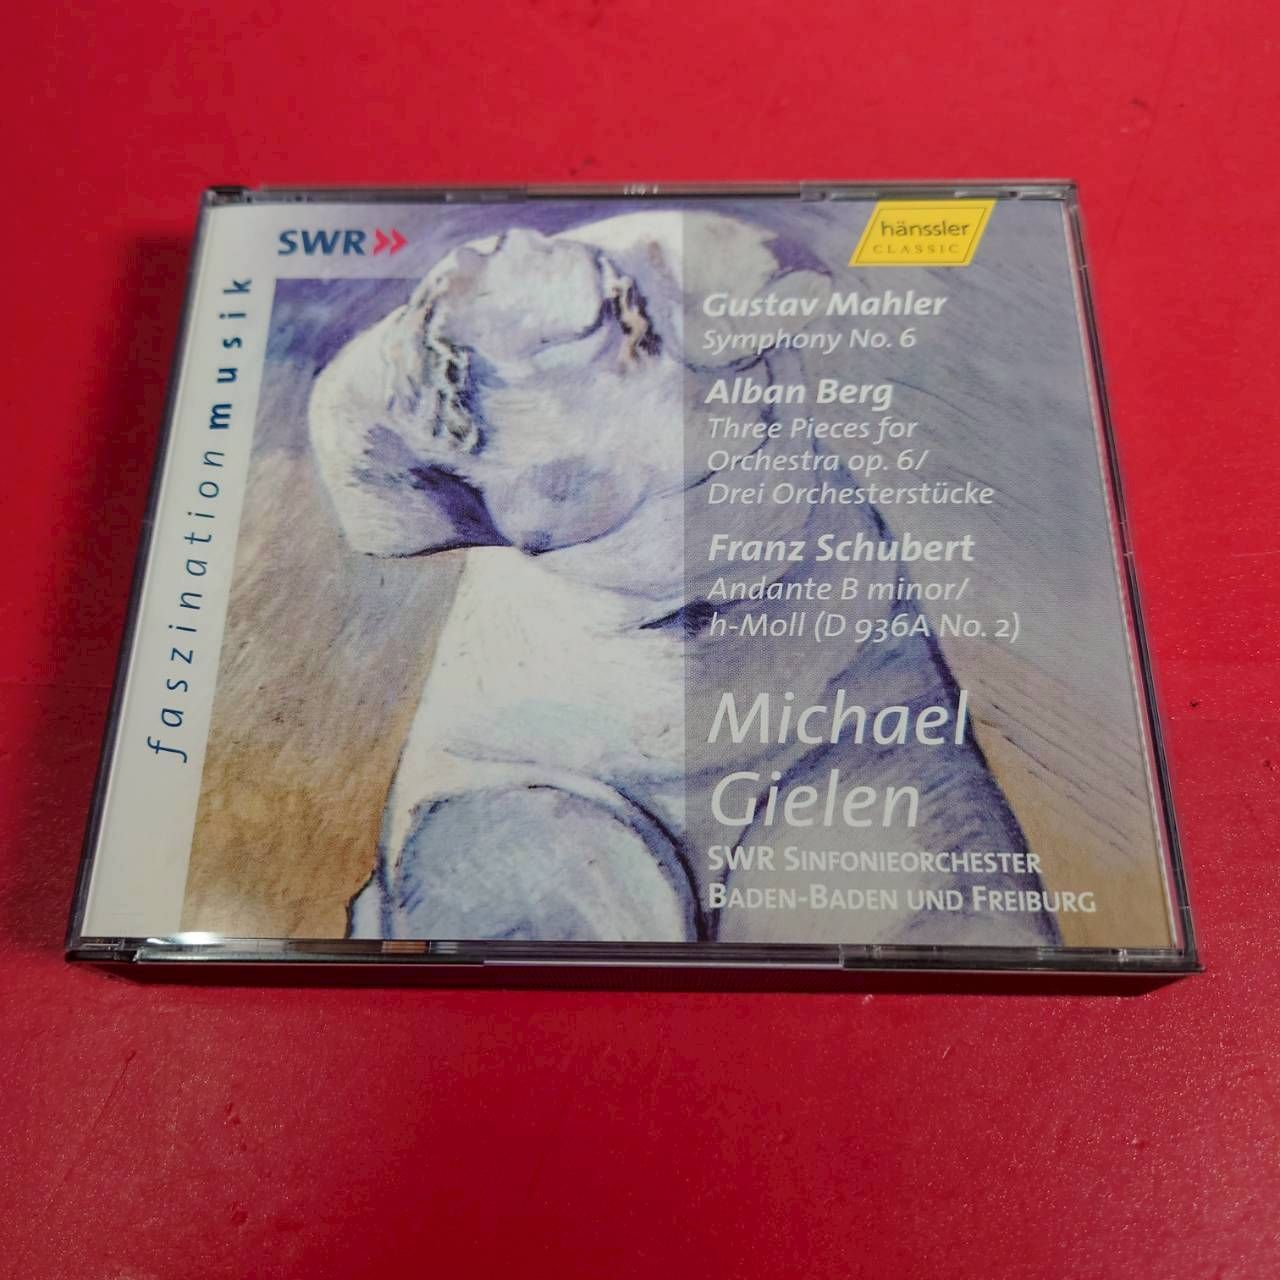 SWR
hänssler
CLASSIC
faszinationmusik
Gustav Mahler
Symphony No. 6
Alban Berg
Three Pieces for
Orchestra op. 6/
Drei Orchesterstücke
Franz Schubert
Andante B minor/
h-Moll (D 936A No. 2)
Michael
Gielen
SWR SINFONIEORCHESTER
BADEN-BADEN UND FREIBURG